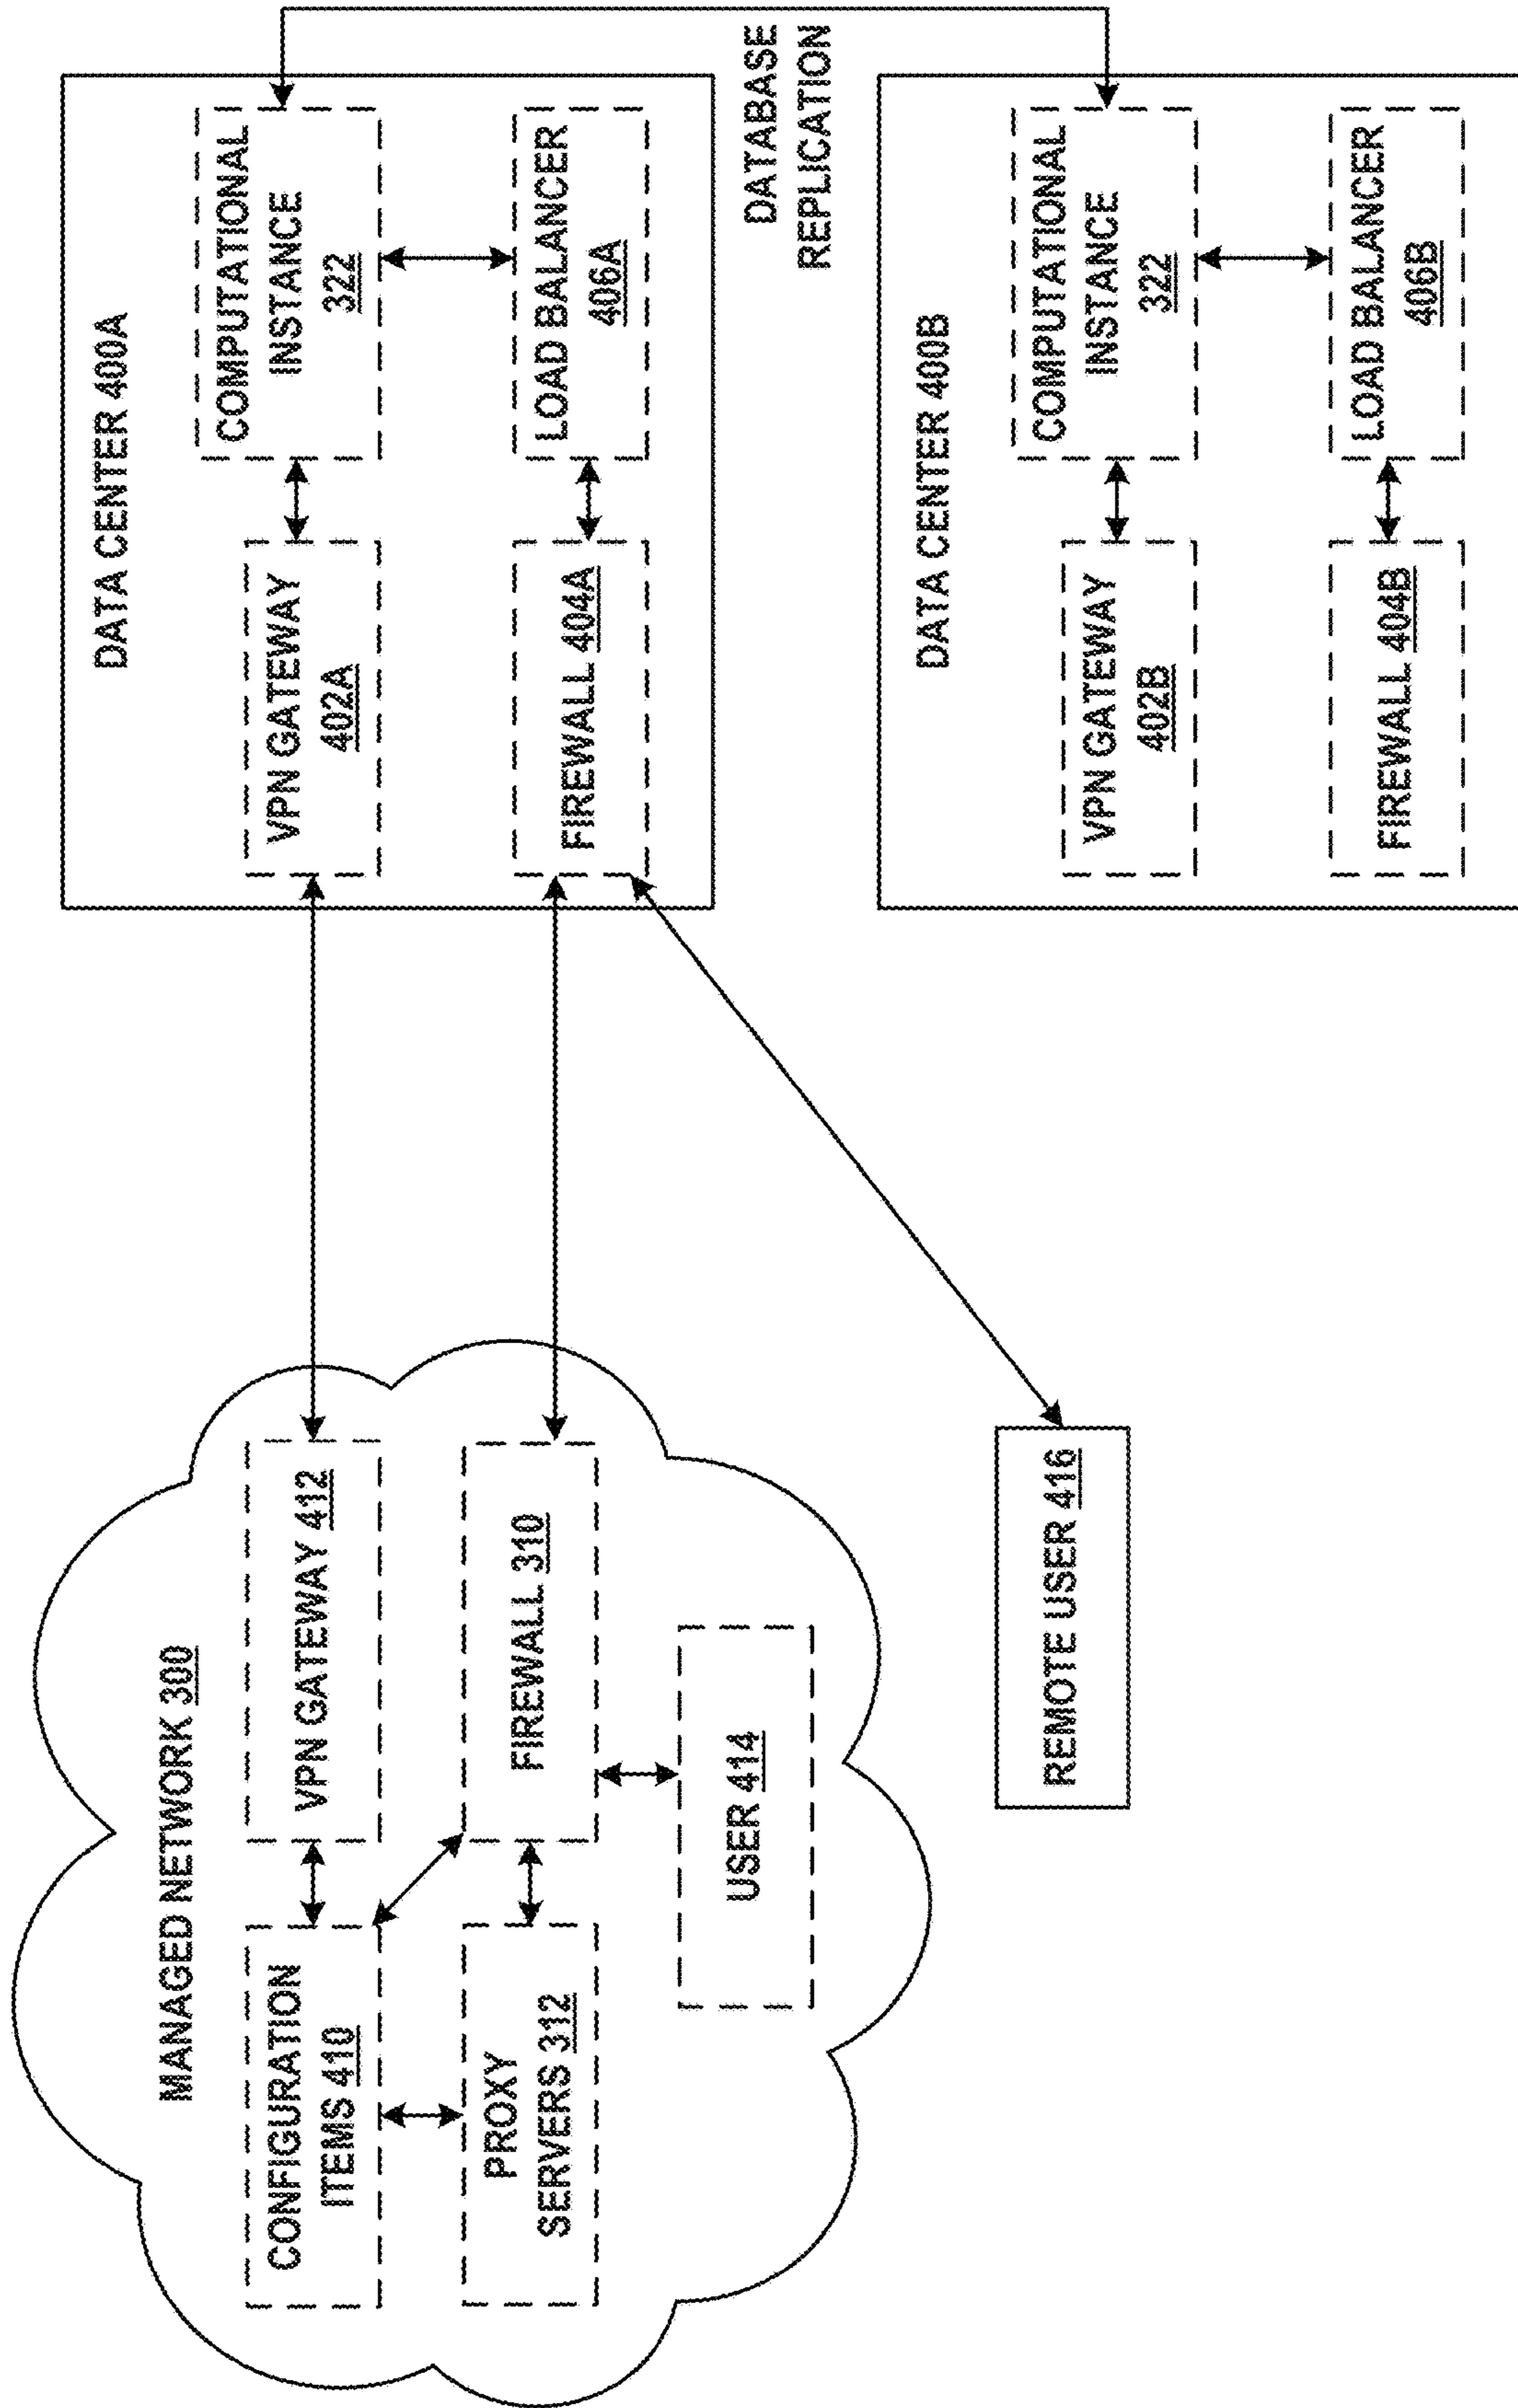 MANAGED NETWORK 300
CONFIGURATION
ITEMS 410
VPN GATEWAY 412
PROXY
SERVERS 312
FIREWALL 310
USER 414
REMOTE USER 416
DATA CENTER 400A
VPN GATEWAY
402A
COMPUTATIONAL
INSTANCE
322
FIREWALL 404A
LOAD BALANCER
406A
DATABASE
REPLICATION
DATA CENTER 400B
VPN GATEWAY
402B
COMPUTATIONAL
INSTANCE
322
FIREWALL 404B
LOAD BALANCER
406B